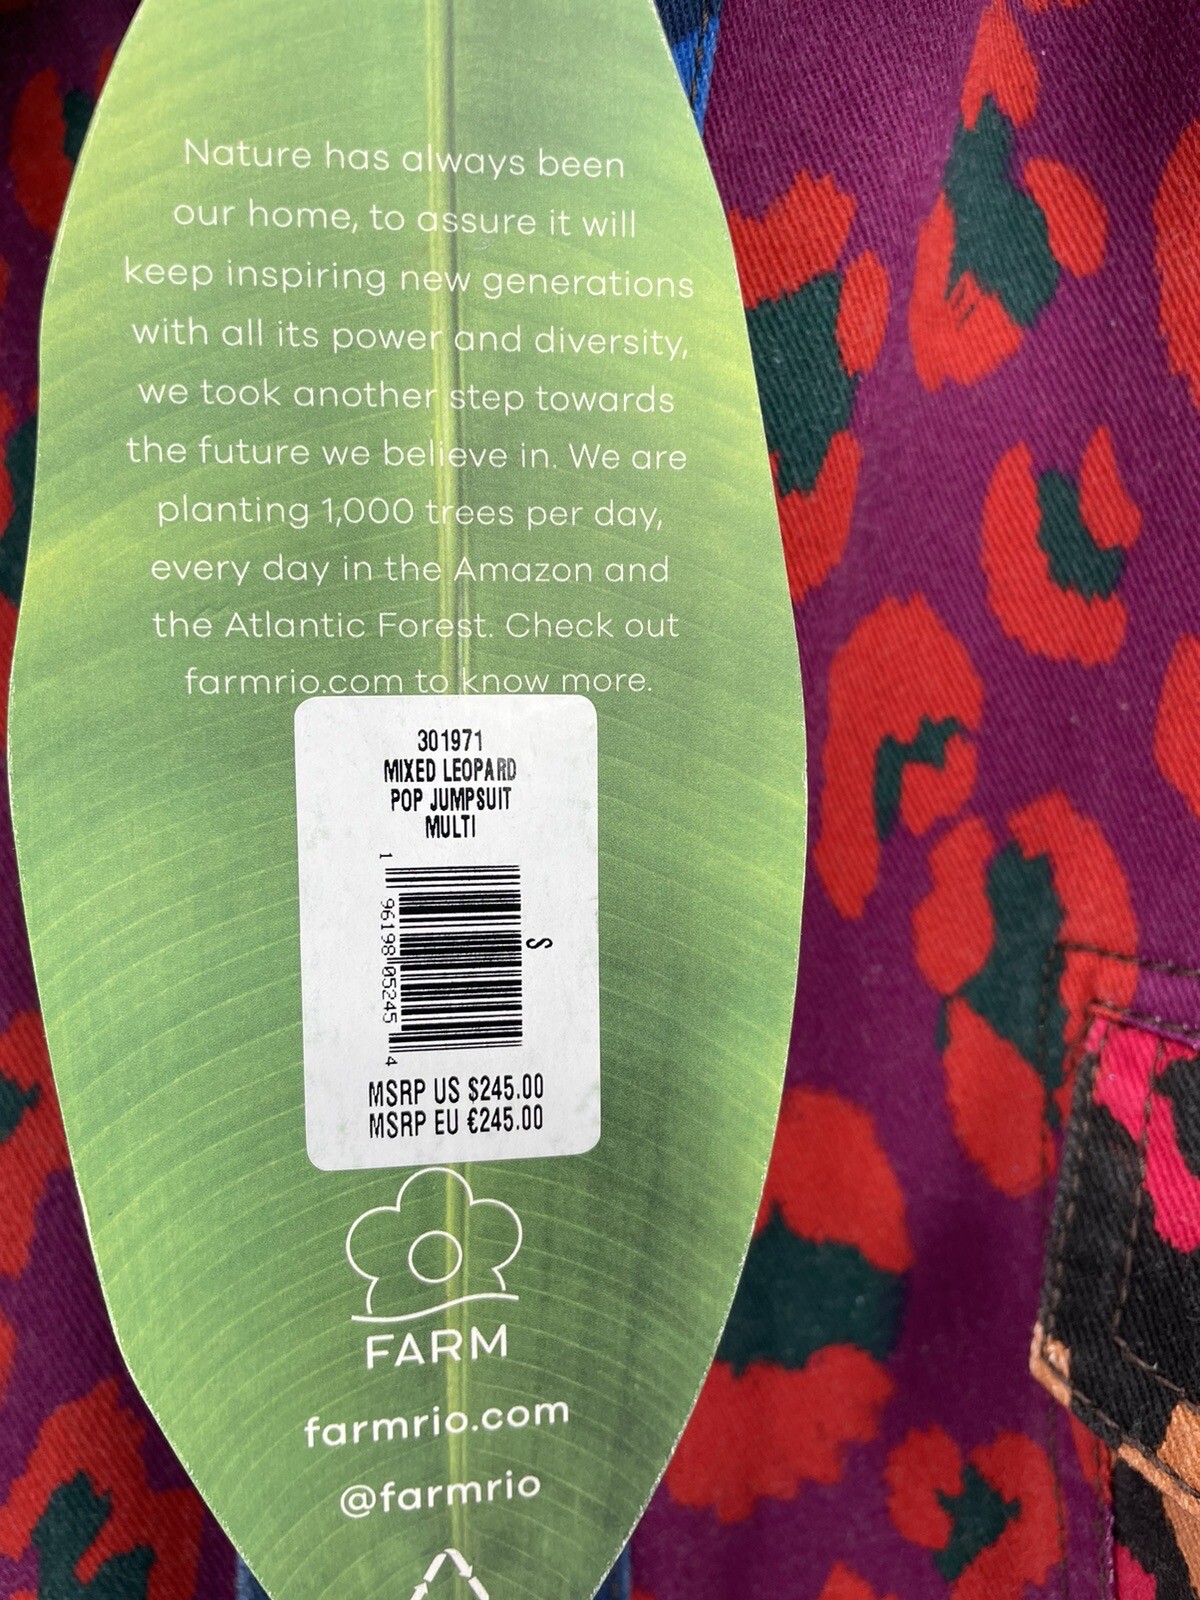 Nature has always been
our home, to assure it will
keep inspiring new generations
with all its power and diversity,
we took another step towards
the future we believe in. We are
planting 1,000 trees per day,
every day in the Amazon and
the Atlantic Forest. Check out
farmrio.com to know more.
301971
MIXED LEOPARD
POP JUMPSUIT
MULTI
1 96198 05245 4
S
MSRP US $245.00
MSRP EU €245.00
FARM
farmrio.com
@farmrio